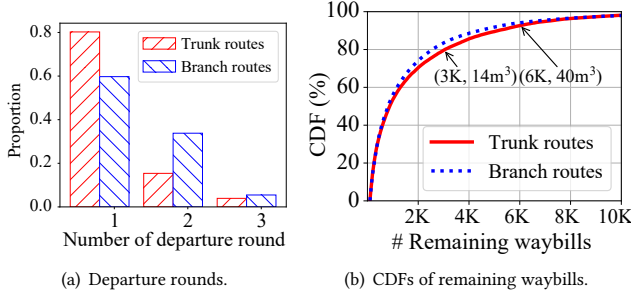 0.8
0.6
0.4
0.2
0.0
Proportion
Trunk routes
Branch routes
1 2 3
Number of departure round
(a) Departure rounds.
100
80
60
40
20
0
CDF (%)
(3K, 14m³) (6K, 40m³)
Trunk routes
Branch routes
2K 4K 6K 8K 10K
# Remaining waybills
(b) CDFs of remaining waybills.